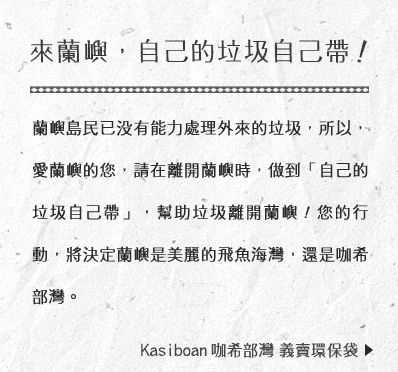 來蘭嶼，自己的垃圾自己帶！
蘭嶼島民已没有能力處理外來的垃圾，所以，
愛蘭嶼的您，請在離開蘭嶼時，做到「自己的
垃圾自己帶」，幫助垃圾離開蘭嶼！您的行
動，將決定蘭嶼是美麗的飛魚海灣，還是咖希
部灣。
Kasiboan 咖希部灣 義賣環保袋 ▶